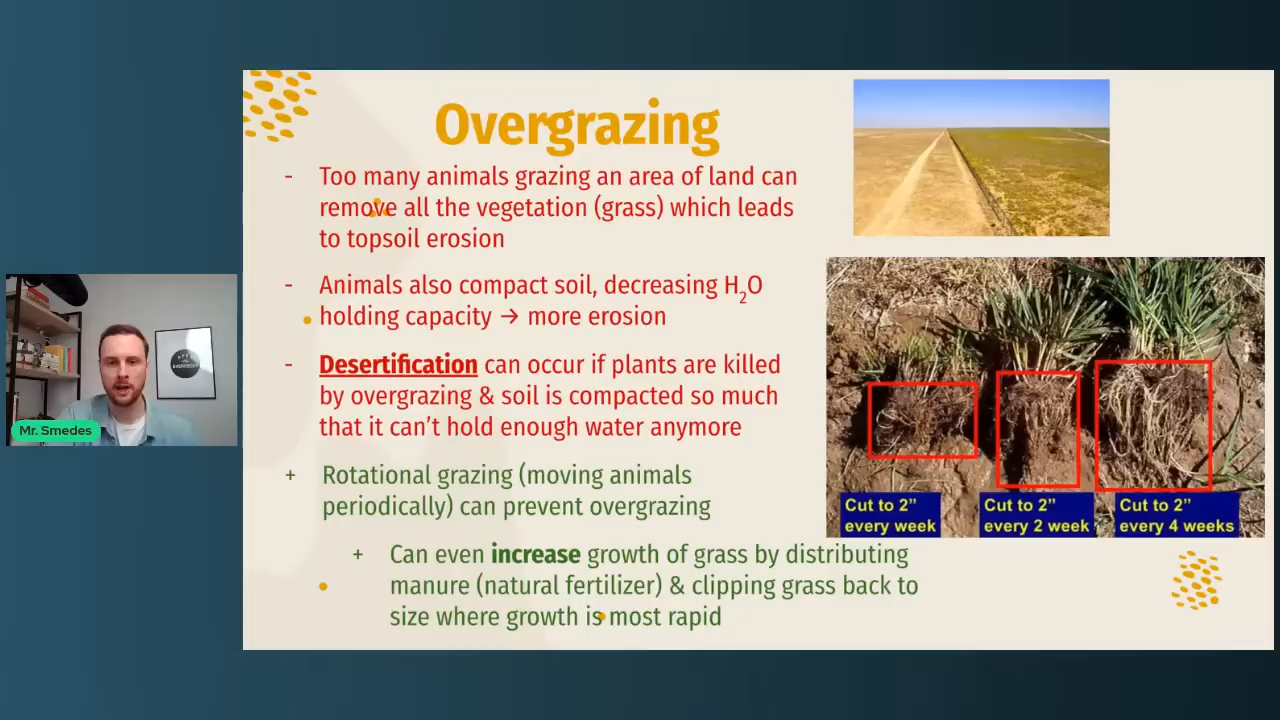 Overgrazing
- Too many animals grazing an area of land can
remove all the vegetation (grass) which leads
to topsoil erosion
- Animals also compact soil, decreasing H₂O
holding capacity → more erosion
- Desertification can occur if plants are killed
by overgrazing & soil is compacted so much
that it can’t hold enough water anymore
+ Rotational grazing (moving animals
periodically) can prevent overgrazing
+ Can even increase growth of grass by distributing
manure (natural fertilizer) & clipping grass back to
size where growth is most rapid
Cut to 2”
every week
Cut to 2”
every 2 week
Cut to 2”
every 4 weeks
Mr. Smedes